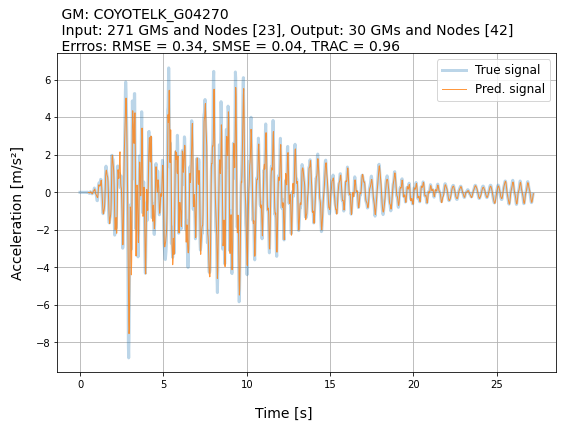 GM: COYOTELK_G04270
Input: 271 GMs and Nodes [23], Output: 30 GMs and Nodes [42]
Errros: RMSE = 0.34, SMSE = 0.04, TRAC = 0.96
True signal
Pred. signal
Acceleration [m/s²]
6
4
2
0
−2
−4
−6
−8
0 5 10 15 20 25
Time [s]